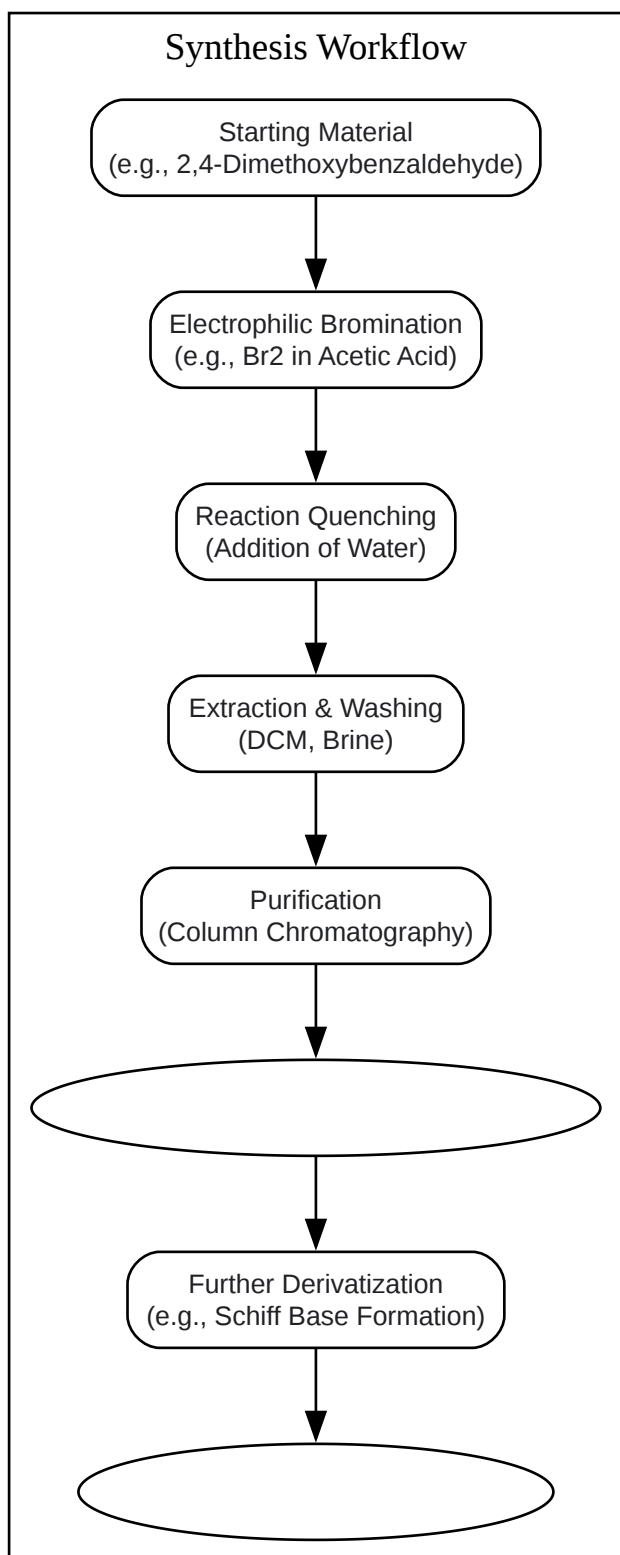 Synthesis Workflow
Starting Material
(e.g., 2,4-Dimethoxybenzaldehyde)
Electrophilic Bromination
(e.g., Br2 in Acetic Acid)
Reaction Quenching
(Addition of Water)
Extraction & Washing
(DCM, Brine)
Purification
(Column Chromatography)
Further Derivatization
(e.g., Schiff Base Formation)